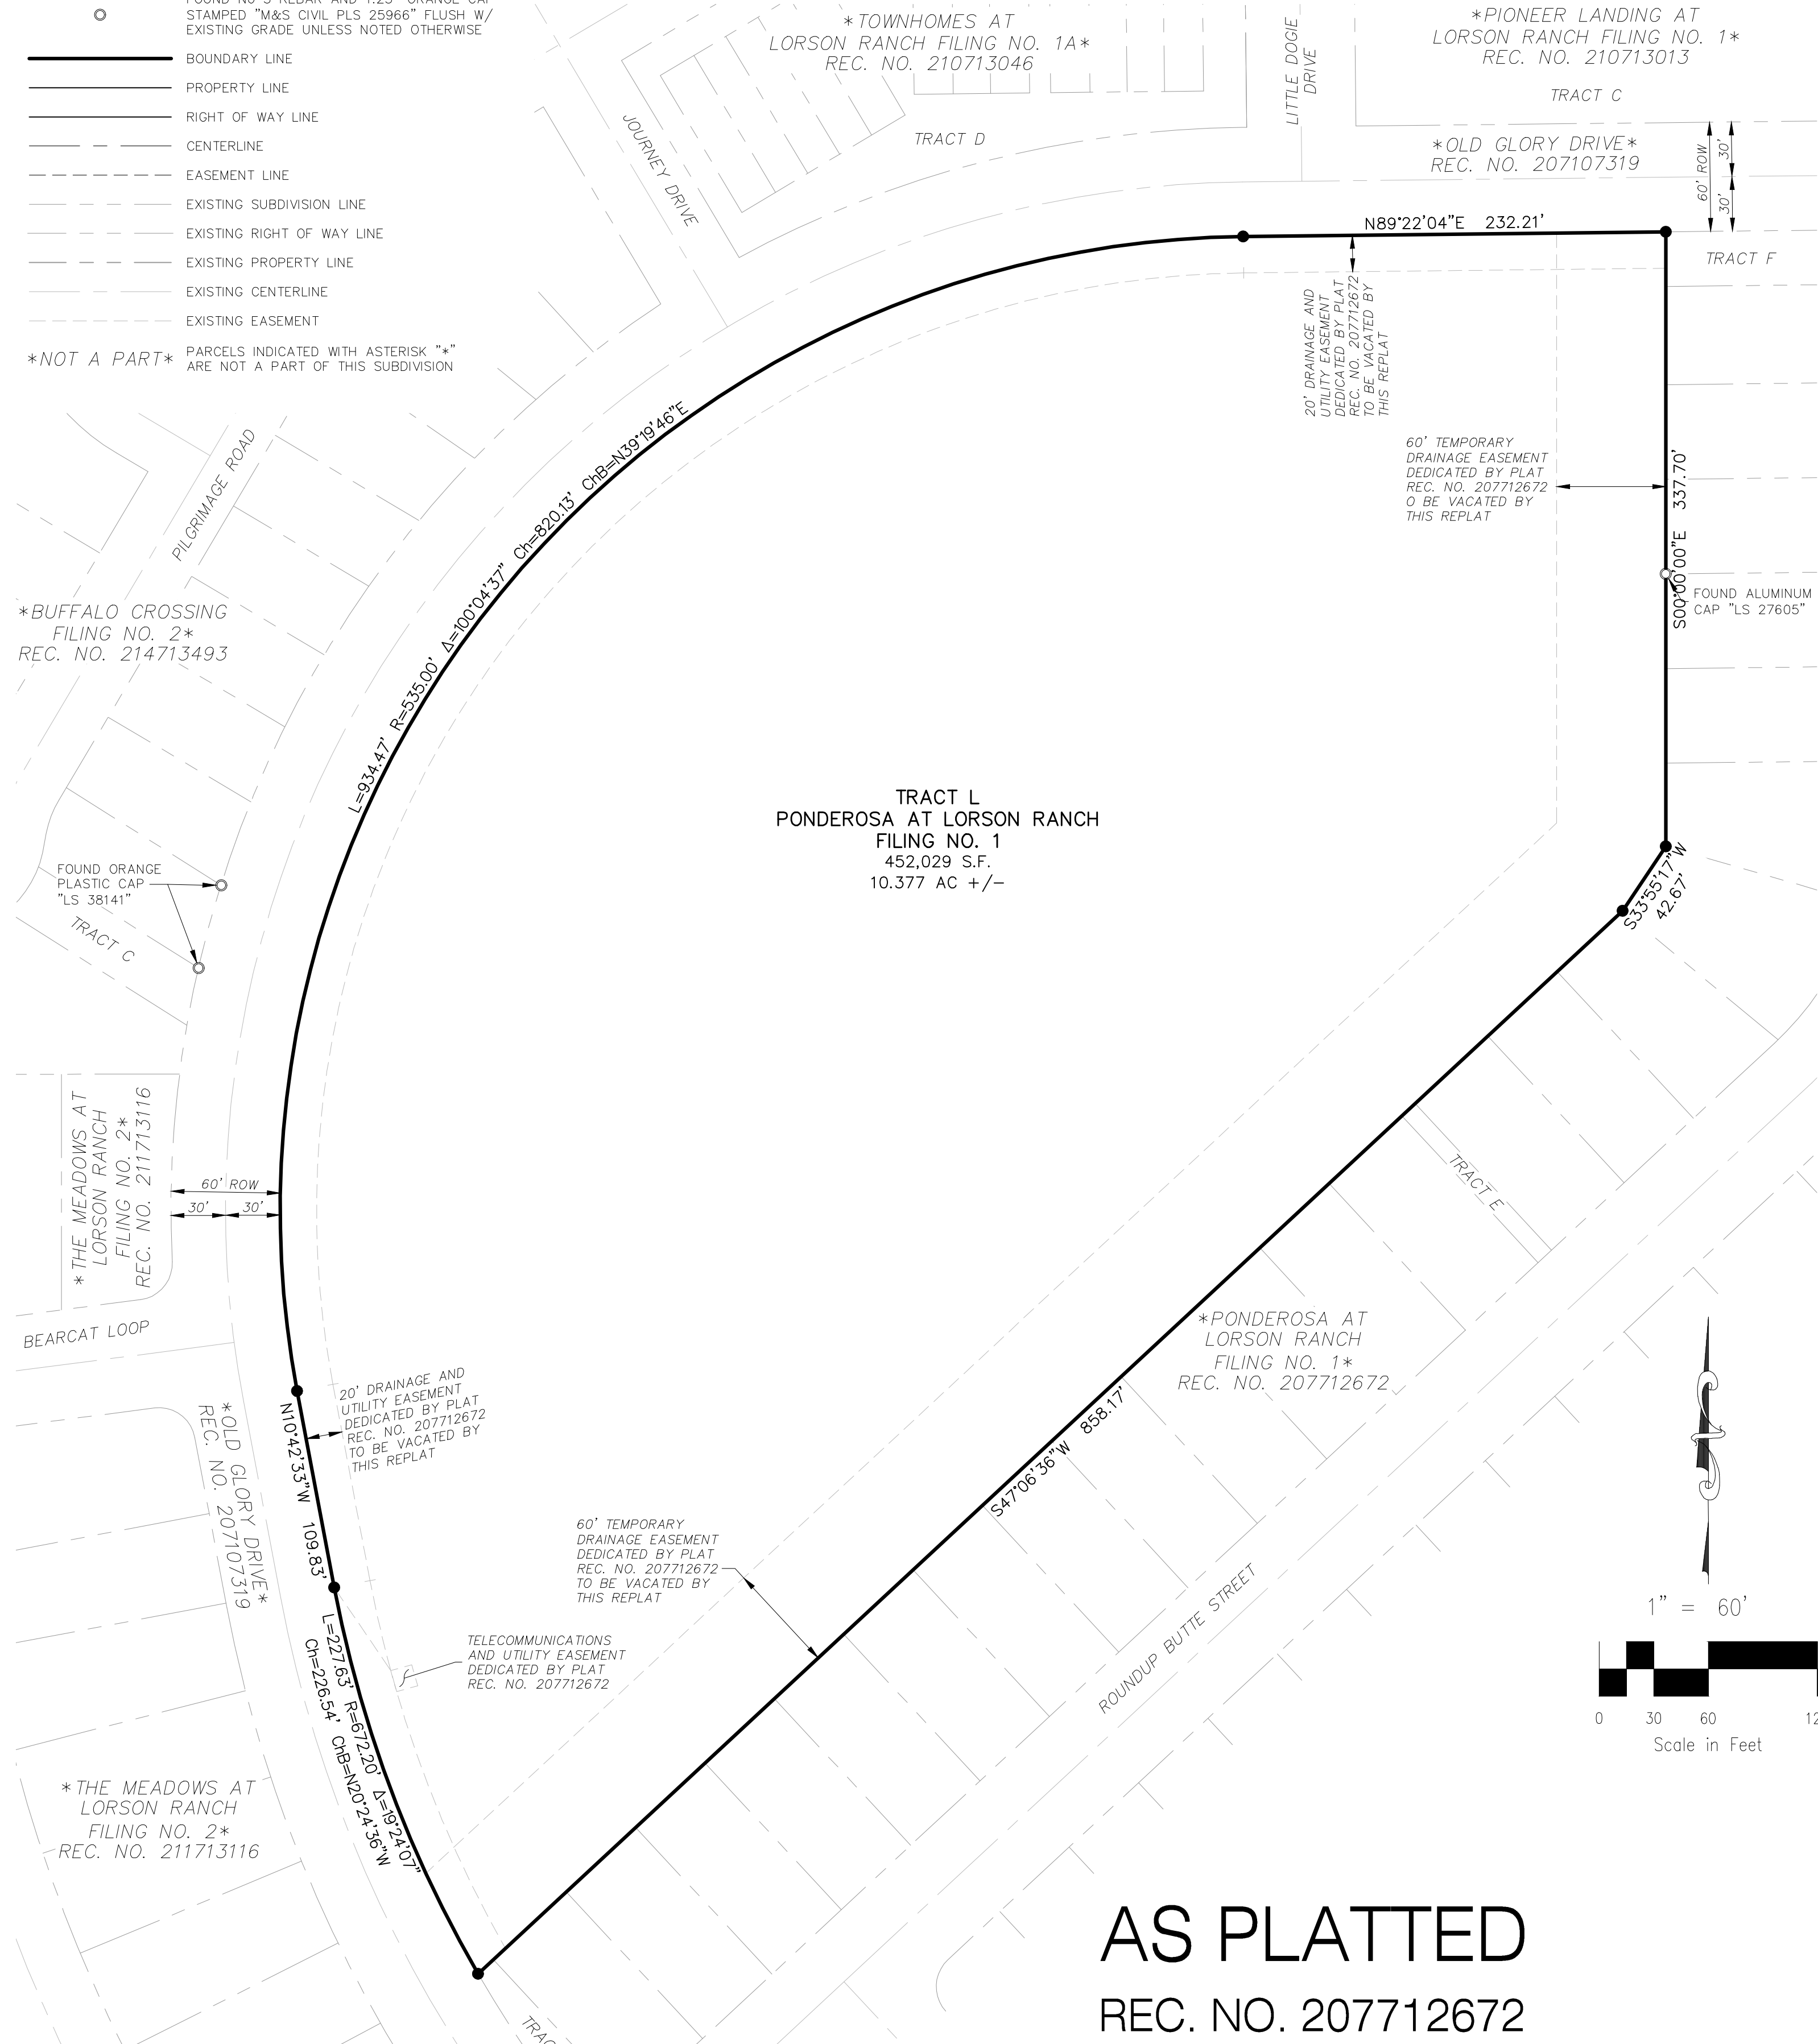 FOUND NO 5 REBAR AND 1.25" ORANGE CAP
STAMPED "M&S CIVIL PLS 25966" FLUSH W/
EXISTING GRADE UNLESS NOTED OTHERWISE
BOUNDARY LINE
PROPERTY LINE
RIGHT OF WAY LINE
CENTERLINE
EASEMENT LINE
EXISTING SUBDIVISION LINE
EXISTING RIGHT OF WAY LINE
EXISTING PROPERTY LINE
EXISTING CENTERLINE
EXISTING EASEMENT
*NOT A PART*
PARCELS INDICATED WITH ASTERISK "*"
ARE NOT A PART OF THIS SUBDIVISION
*TOWNHOMES AT
LORSON RANCH FILING NO. 1A*
REC. NO. 210713046
TRACT D
JOURNEY DRIVE
LITTLE DOGIE
DRIVE
*PIONEER LANDING AT
LORSON RANCH FILING NO. 1*
REC. NO. 210713013
TRACT C
*OLD GLORY DRIVE*
REC. NO. 207107319
60' ROW
30'
30'
N89°22'04"E 232.21'
TRACT F
20' DRAINAGE AND
UTILITY EASEMENT
DEDICATED BY PLAT
REC. NO. 207712672
TO BE VACATED BY
THIS REPLAT
60' TEMPORARY
DRAINAGE EASEMENT
DEDICATED BY PLAT
REC. NO. 207712672
O BE VACATED BY
THIS REPLAT
S00°00'00"E 337.70'
FOUND ALUMINUM
CAP "LS 27605"
PILGRIMAGE ROAD
*BUFFALO CROSSING
FILING NO. 2*
REC. NO. 214713493
L=934.47' R=535.00' Δ=100°04'37" Ch=820.13' ChB=N39°19'46"E
TRACT L
PONDEROSA AT LORSON RANCH
FILING NO. 1
452,029 S.F.
10.377 AC +/-
S33°55'17"W
42.67'
FOUND ORANGE
PLASTIC CAP
"LS 38141"
TRACT C
*THE MEADOWS AT
LORSON RANCH
FILING NO. 2*
REC. NO. 211713116
60' ROW
30'
30'
TRACT E
BEARCAT LOOP
*PONDEROSA AT
LORSON RANCH
FILING NO. 1*
REC. NO. 207712672
20' DRAINAGE AND
UTILITY EASEMENT
DEDICATED BY PLAT
REC. NO. 207712672
TO BE VACATED BY
THIS REPLAT
*OLD GLORY DRIVE*
REC. NO. 207107319
N10°42'33"W 109.83'
S47°06'36"W 858.17'
60' TEMPORARY
DRAINAGE EASEMENT
DEDICATED BY PLAT
REC. NO. 207712672
TO BE VACATED BY
THIS REPLAT
ROUNDUP BUTTE STREET
TELECOMMUNICATIONS
AND UTILITY EASEMENT
DEDICATED BY PLAT
REC. NO. 207712672
L=227.63' R=672.20' Δ=19°24'07"
Ch=226.54' ChB=N20°24'36"W
*THE MEADOWS AT
LORSON RANCH
FILING NO. 2*
REC. NO. 211713116
1" = 60'
0 30 60 12
Scale in Feet
AS PLATTED
REC. NO. 207712672